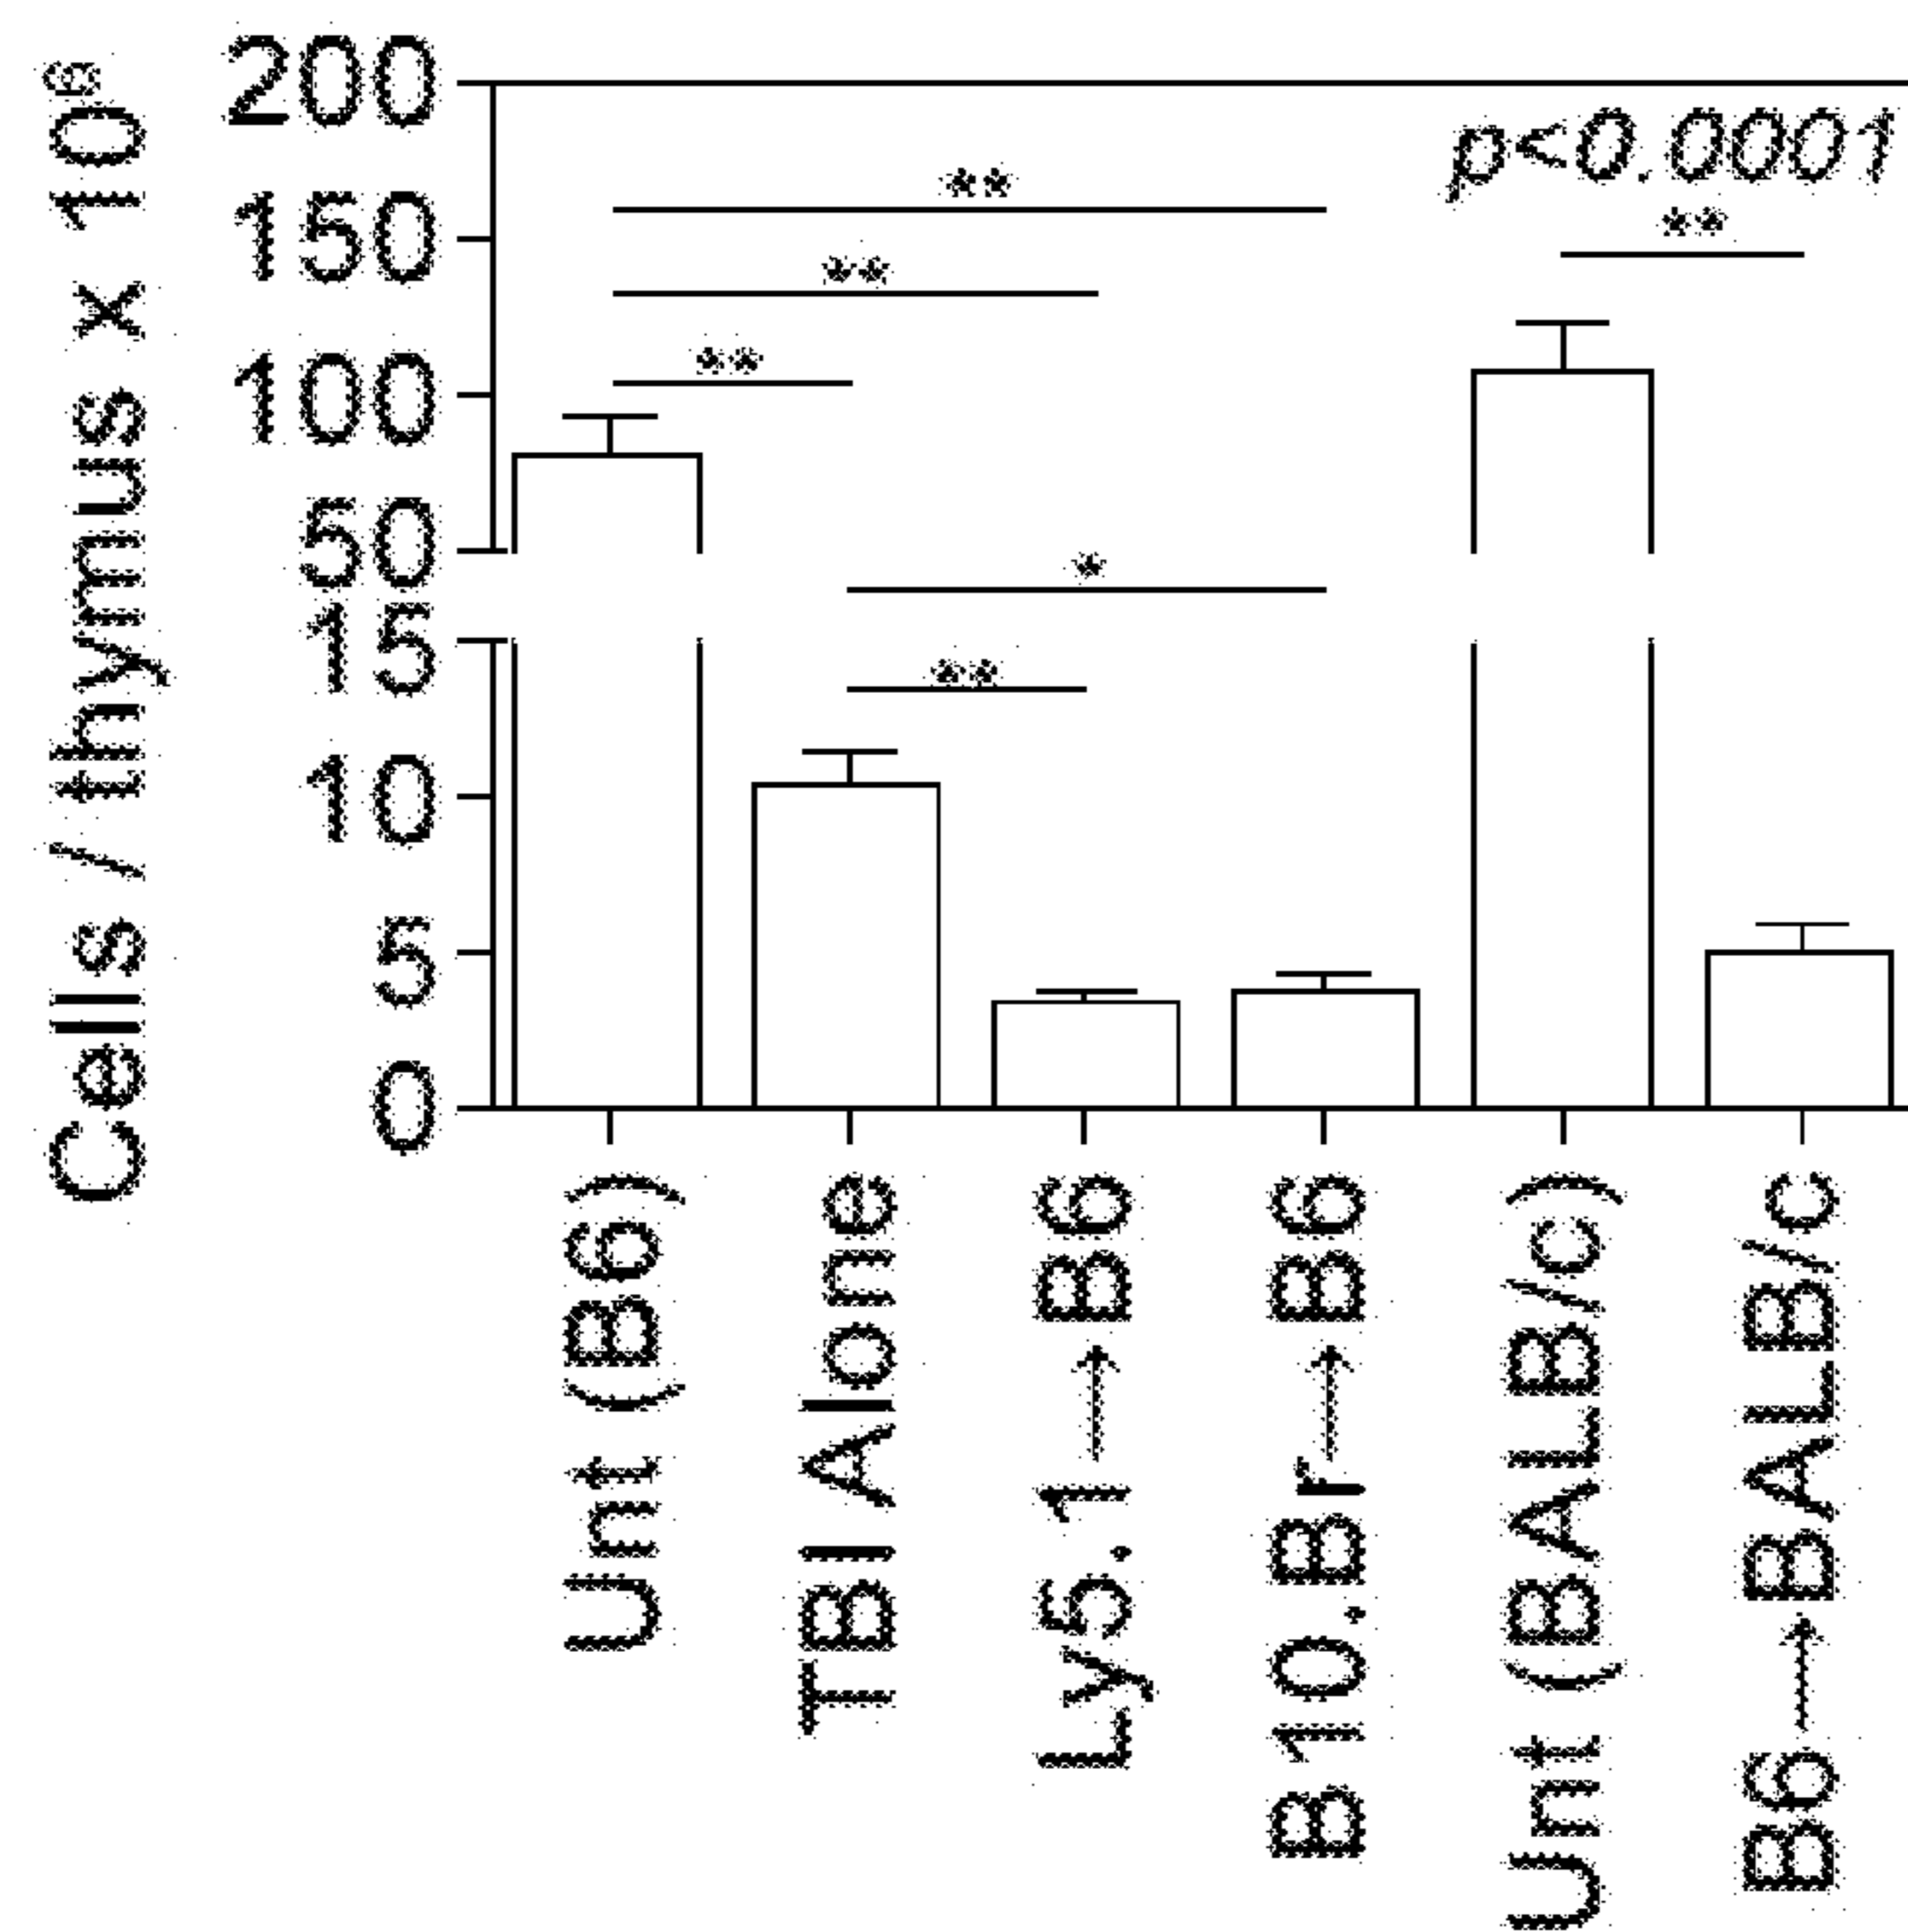 Cells / thymus x 10⁶
200
150
100
50
15
10
5
0
p<0.0001
**
**
**
**
*
**
Unt (B6)
TBI Alone
Ly5.1→B6
B10.Br→B6
Unt (BALB/c)
B6→BALB/c